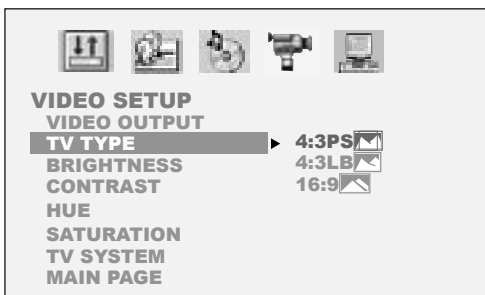 VIDEO SETUP
VIDEO OUTPUT
TV TYPE
4:3PS
BRIGHTNESS
4:3LB
CONTRAST
16:9
HUE
SATURATION
TV SYSTEM
MAIN PAGE